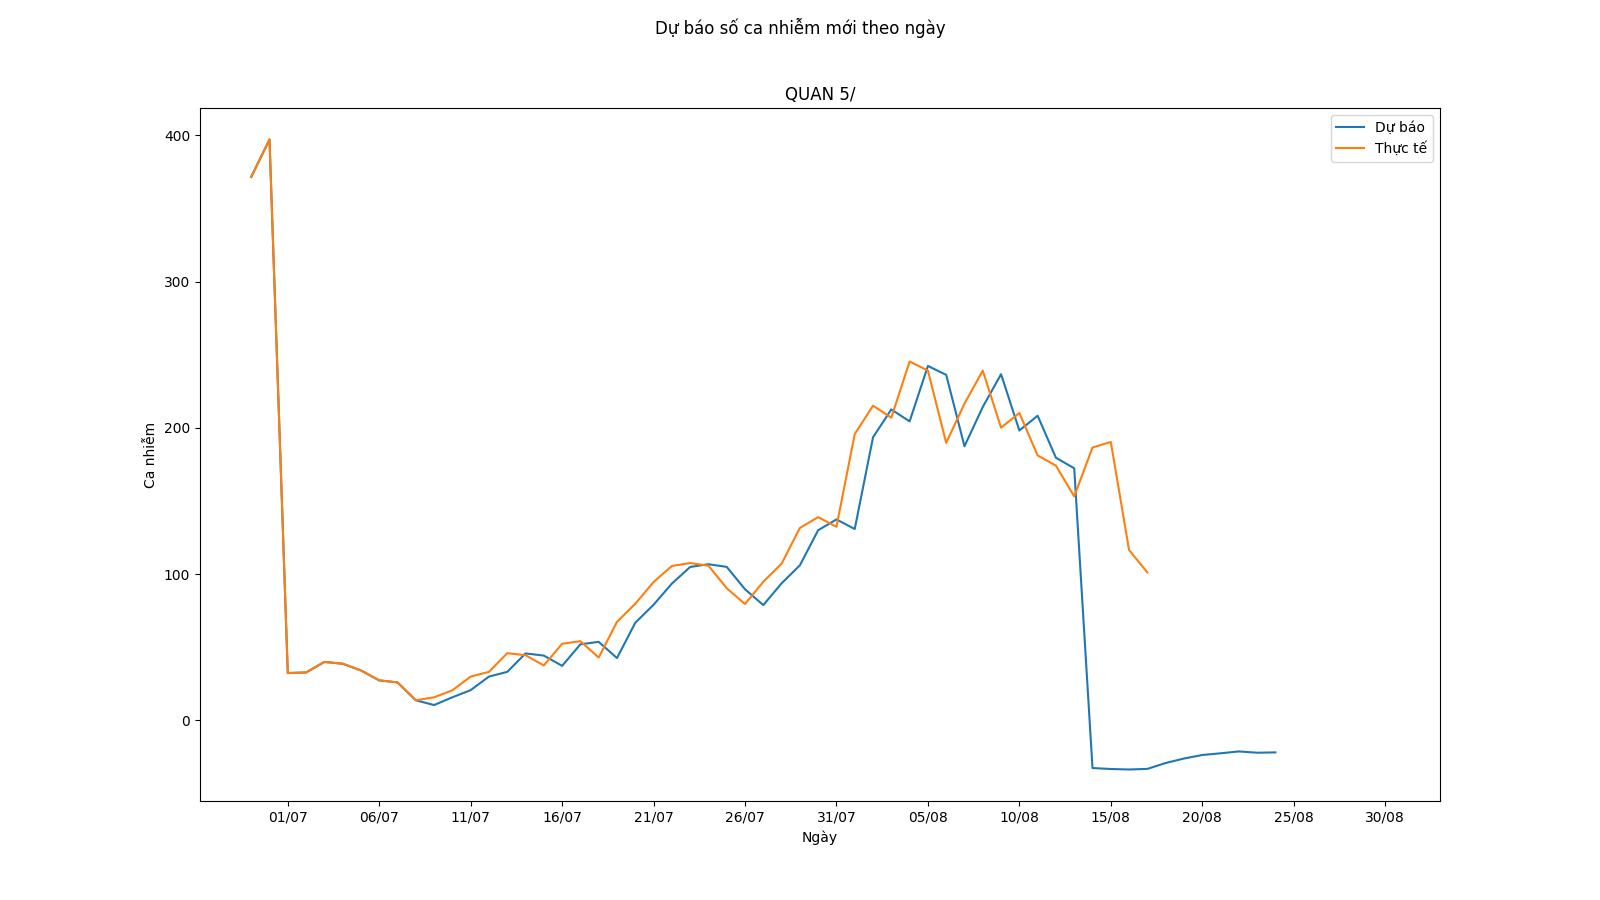 Dự báo số ca nhiễm mới theo ngày
QUAN 5/
Dự báo
Thực tế
400
300
200
100
0
Ca nhiễm
01/07 06/07 11/07 16/07 21/07 26/07 31/07 05/08 10/08 15/08 20/08 25/08 30/08
Ngày